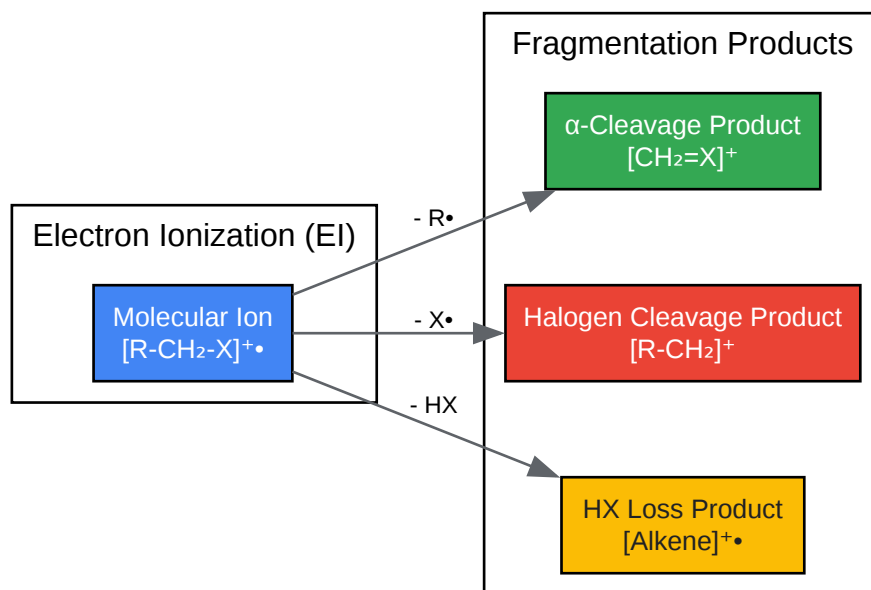 Fragmentation Products
α-Cleavage Product
[CH₂=X]⁺
- R•
Electron Ionization (EI)
Molecular Ion
[R-CH₂-X]⁺•
- X•
Halogen Cleavage Product
[R-CH₂]⁺
- HX
HX Loss Product
[Alkene]⁺•